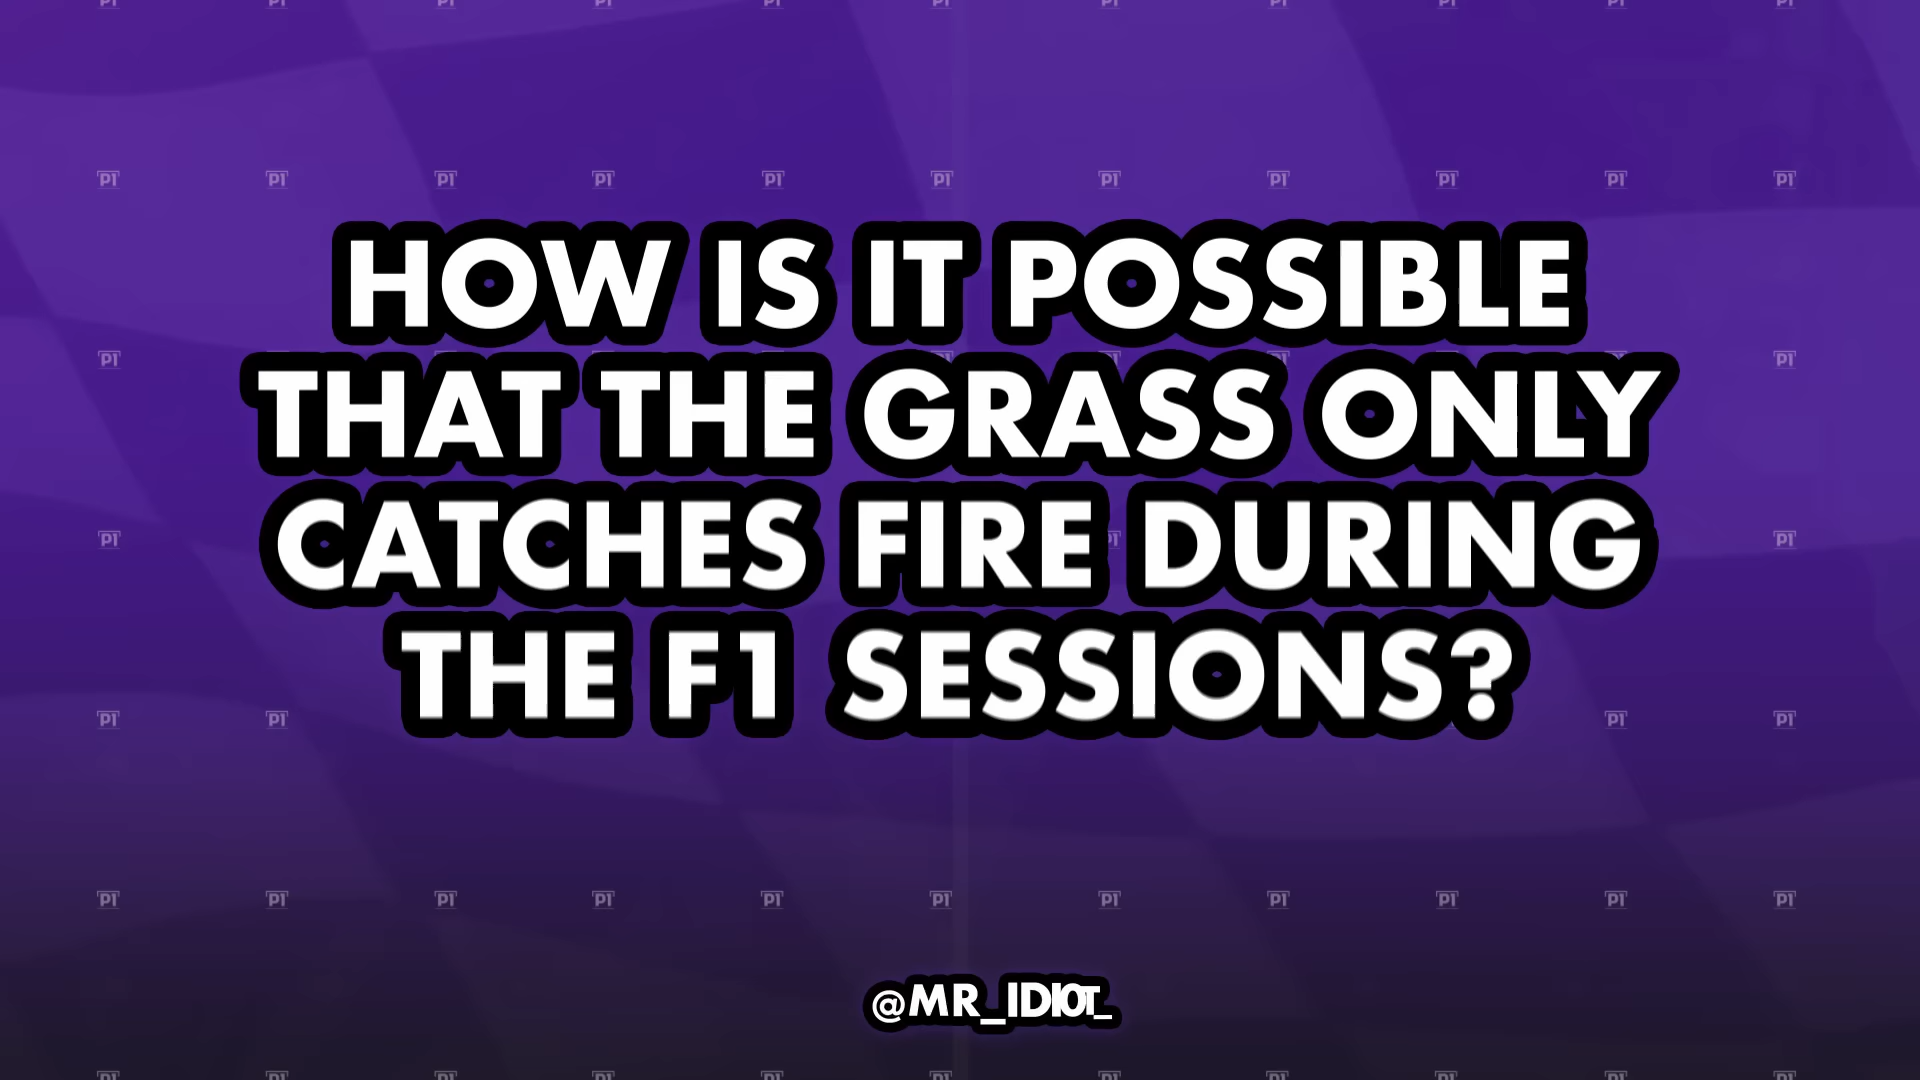 HOW IS IT POSSIBLE
THAT THE GRASS ONLY
CATCHES FIRE DURING
THE F1 SESSIONS?
@MR_IDIOT_